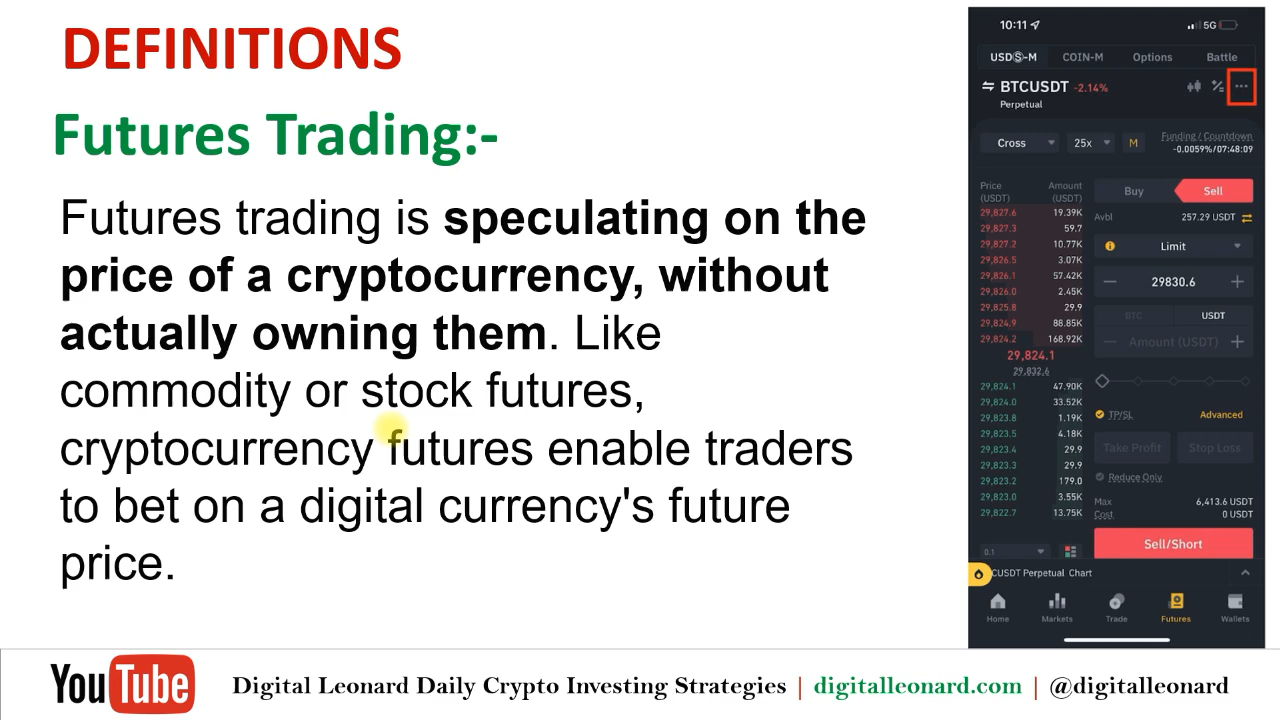 DEFINITIONS
Futures Trading:-
Futures trading is speculating on the
price of a cryptocurrency, without
actually owning them. Like
commodity or stock futures,
cryptocurrency futures enable traders
to bet on a digital currency's future
price.
10:11 5G
USDⓈ-M COIN-M Options Battle
BTCUSDT -2.14%
Perpetual
Cross 25x M
Funding / Countdown
-0.0059%/07:48:09
Price Amount
(USDT) (USDT)
29,827.6 19.39K
29,827.3 59.7
29,827.2 10.77K
29,826.5 3.07K
29,826.1 57.42K
29,826.0 2.45K
29,825.8 29.9
29,824.9 88.85K
29,824.2 168.92K
29,824.1
29,832.6
29,824.1 47.90K
29,824.0 33.52K
29,823.8 1.19K
29,823.5 4.18K
29,823.4 29.9
29,823.3 29.9
29,823.2 179.0
29,823.0 3.55K
29,822.7 13.75K
0.1
Buy Sell
Avbl 257.29 USDT
Limit
29830.6
BTC USDT
Amount (USDT)
TP/SL Advanced
Take Profit Stop Loss
Reduce Only
Max 6,413.6 USDT
Cost 0 USDT
Sell/Short
CUSDT Perpetual Chart
Home Markets Trade Futures Wallets
YouTube Digital Leonard Daily Crypto Investing Strategies | digitalleonard.com | @digitalleonard